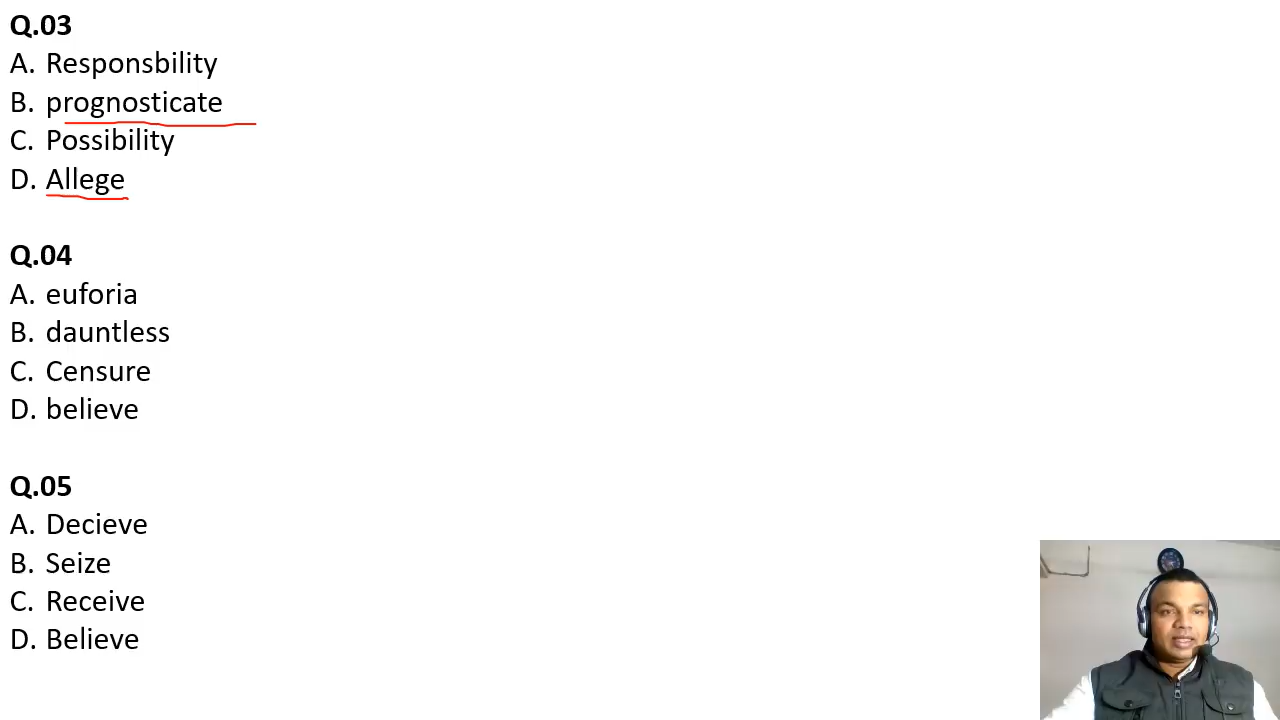 Q.03
A. Responsbility
B. prognosticate
C. Possibility
D. Allege
Q.04
A. euforia
B. dauntless
C. Censure
D. believe
Q.05
A. Decieve
B. Seize
C. Receive
D. Believe